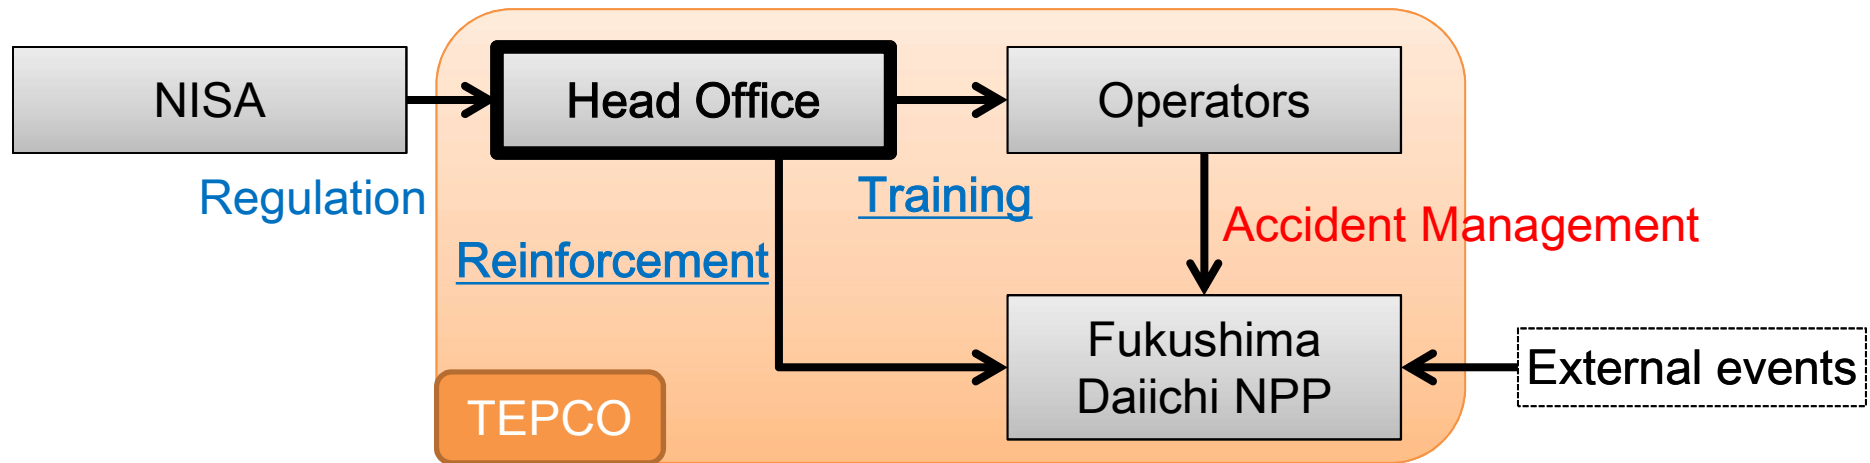 NISA
Head Office
Operators
Regulation
Training
Accident Management
Reinforcement
Fukushima
Daiichi NPP
External events
TEPCO